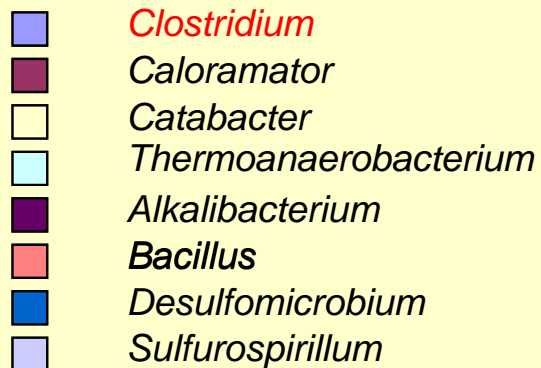 Clostridium
Caloramator
Catabacter
Thermoanaerobacterium
Alkalibacterium
Bacillus
Desulfomicrobium
Sulfurospirillum